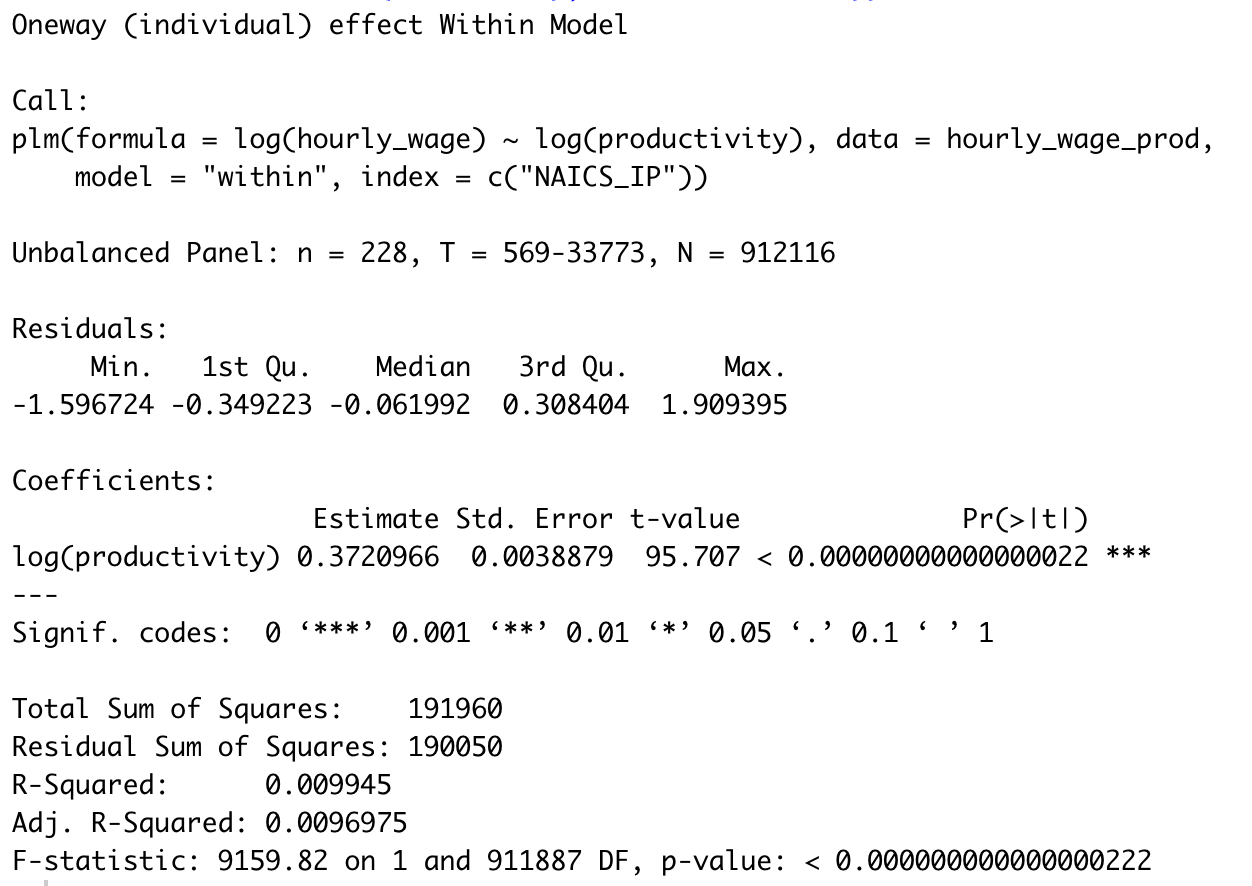 Oneway (individual) effect Within Model
Call:
plm(formula = log(hourly_wage) ~ log(productivity), data = hourly_wage_prod,
    model = "within", index = c("NAICS_IP"))
Unbalanced Panel: n = 228, T = 569-33773, N = 912116
Residuals:
     Min.   1st Qu.    Median   3rd Qu.      Max.
-1.596724 -0.349223 -0.061992  0.308404  1.909395
Coefficients:
                   Estimate Std. Error t-value              Pr(>|t|)
log(productivity) 0.3720966  0.0038879  95.707 < 0.00000000000000022 ***
---
Signif. codes:  0 ‘***’ 0.001 ‘**’ 0.01 ‘*’ 0.05 ‘.’ 0.1 ‘ ’ 1
Total Sum of Squares:    191960
Residual Sum of Squares: 190050
R-Squared:      0.009945
Adj. R-Squared: 0.0096975
F-statistic: 9159.82 on 1 and 911887 DF, p-value: < 0.000000000000000222